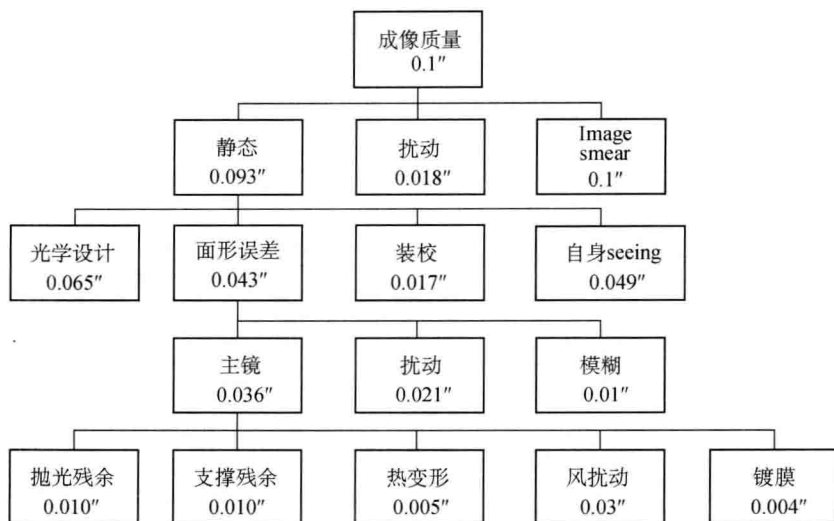 成像质量
0.1″
静态
0.093″
扰动
0.018″
Image
smear
0.1″
光学设计
0.065″
面形误差
0.043″
装校
0.017″
自身seeing
0.049″
主镜
0.036″
扰动
0.021″
模糊
0.01″
抛光残余
0.010″
支撑残余
0.010″
热变形
0.005″
风扰动
0.03″
镀膜
0.004″